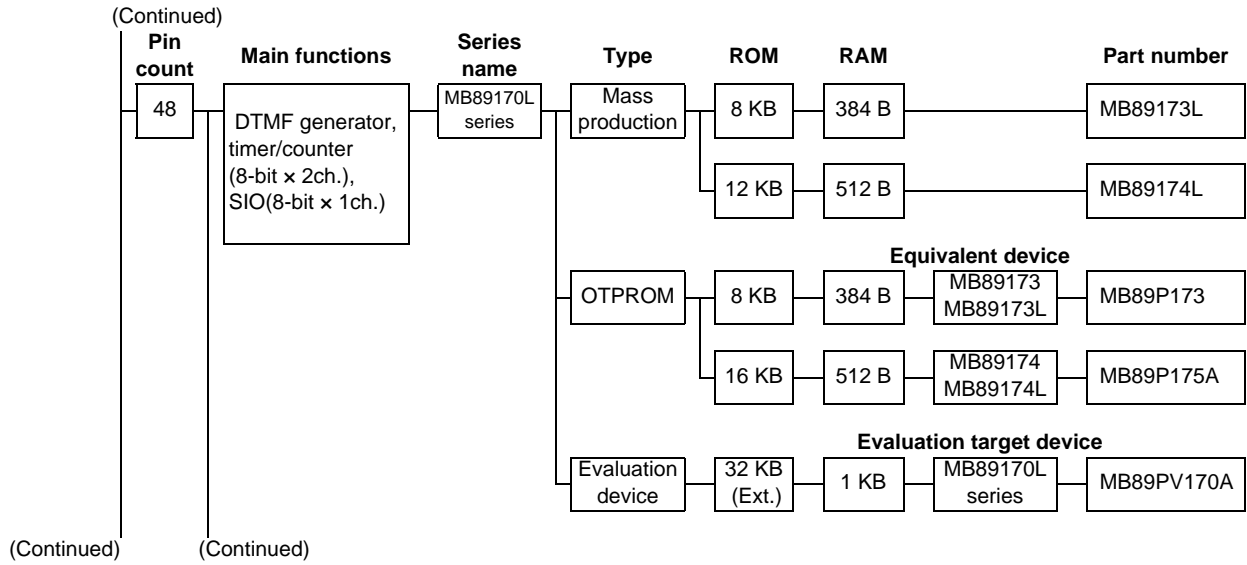 (Continued)
Pin count
Main functions
Series name
Type
ROM
RAM
Part number
48
DTMF generator,
timer/counter
(8-bit × 2ch.),
SIO(8-bit × 1ch.)
MB89170L
series
Mass
production
8 KB
384 B
MB89173L
12 KB
512 B
MB89174L
Equivalent device
OTPROM
8 KB
384 B
MB89173
MB89173L
MB89P173
16 KB
512 B
MB89174
MB89174L
MB89P175A
Evaluation target device
Evaluation
device
32 KB
(Ext.)
1 KB
MB89170L
series
MB89PV170A
(Continued)
(Continued)